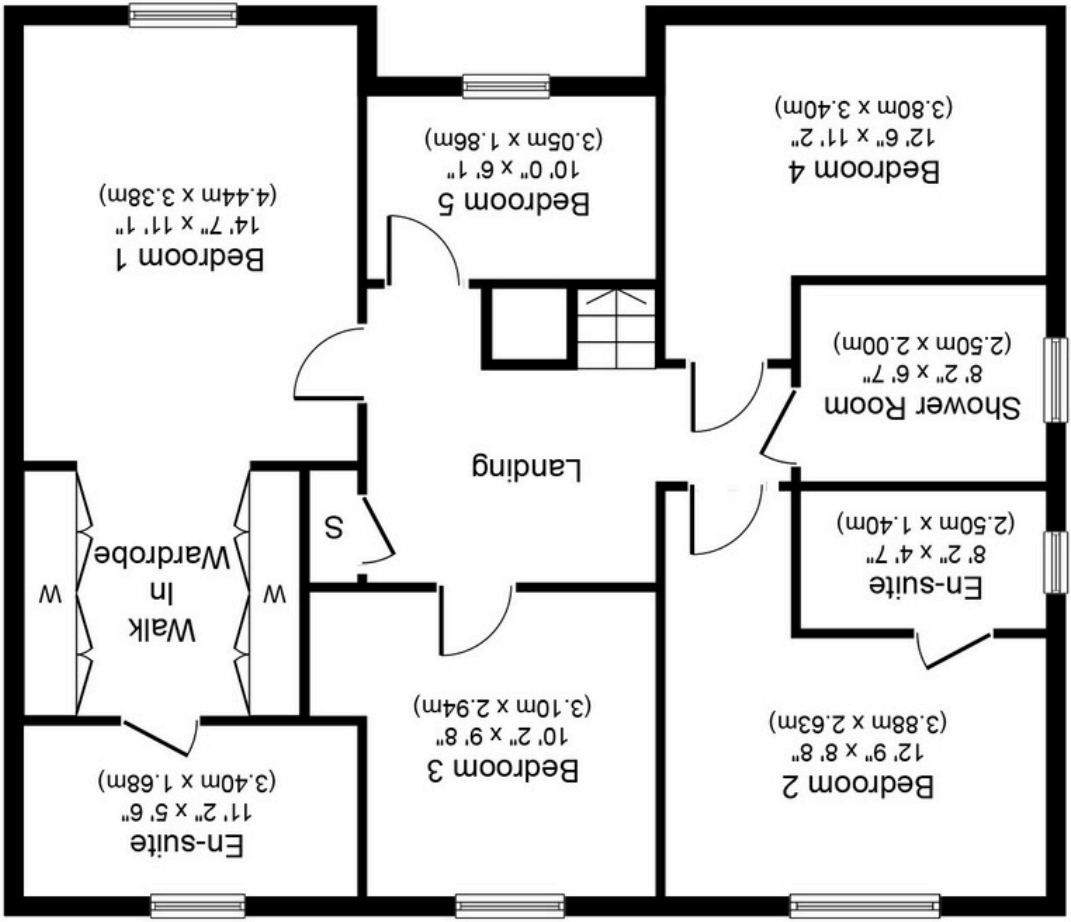 Bedroom 2
12' 9" x 8' 8"
(3.88m x 2.63m)
Bedroom 3
10' 2" x 9' 8"
(3.10m x 2.94m)
En-suite
11' 2" x 5' 6"
(3.40m x 1.68m)
En-suite
8' 2" x 4' 7"
(2.50m x 1.40m)
W
Walk
In
Wardrobe
W
S
Landing
Shower Room
8' 2" x 6' 7"
(2.50m x 2.00m)
Bedroom 4
12' 6" x 11' 2"
(3.80m x 3.40m)
Bedroom 5
10' 0" x 6' 1"
(3.05m x 1.86m)
Bedroom 1
14' 7" x 11' 1"
(4.44m x 3.38m)